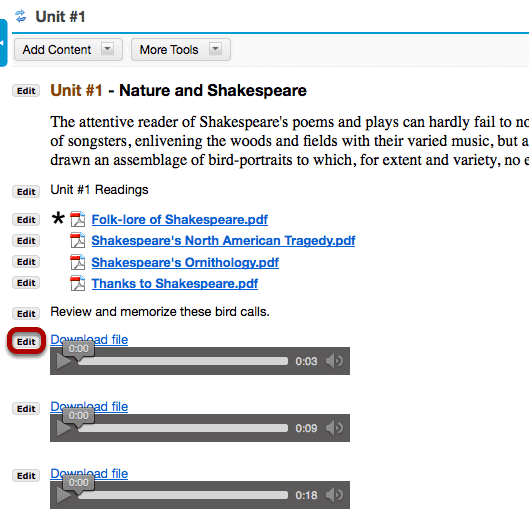 Unit #1
Add Content More Tools
Edit Unit #1 - Nature and Shakespeare
The attentive reader of Shakespeare's poems and plays can hardly fail to no
of songsters, enlivening the woods and fields with their varied music, but a
drawn an assemblage of bird-portraits to which, for extent and variety, no e
Edit Unit #1 Readings
Edit * Folk-lore of Shakespeare.pdf
Edit Shakespeare's North American Tragedy.pdf
Edit Shakespeare's Ornithology.pdf
Edit Thanks to Shakespeare.pdf
Edit Review and memorize these bird calls.
Edit Download file
0:00 0:03
Edit Download file
0:00 0:09
Edit Download file
0:00 0:18